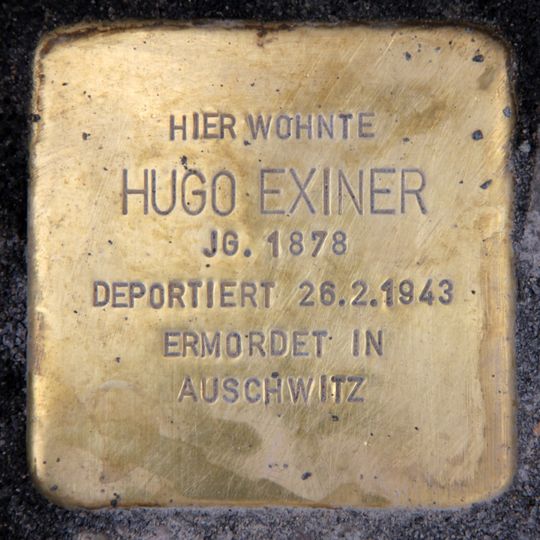 HIER WOHNTE
HUGO EXINER
JG. 1878
DEPORTIERT 26.2.1943
ERMORDET IN
AUSCHWITZ